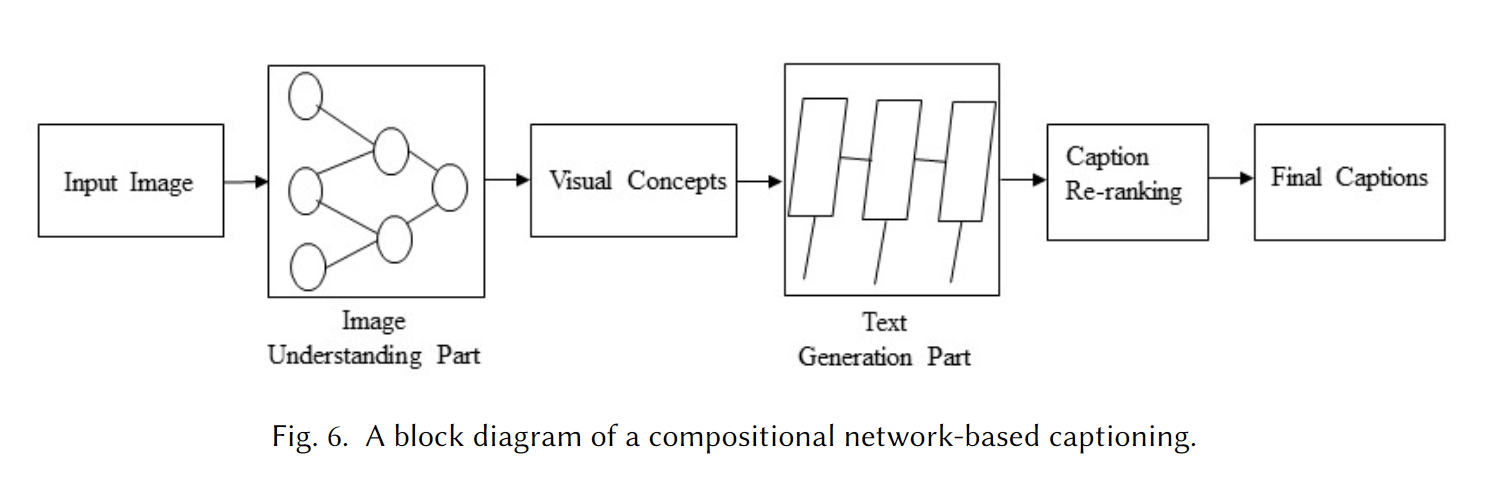 Input Image
Image
Understanding Part
Visual Concepts
Text
Generation Part
Caption
Re-ranking
Final Captions
Fig. 6. A block diagram of a compositional network-based captioning.